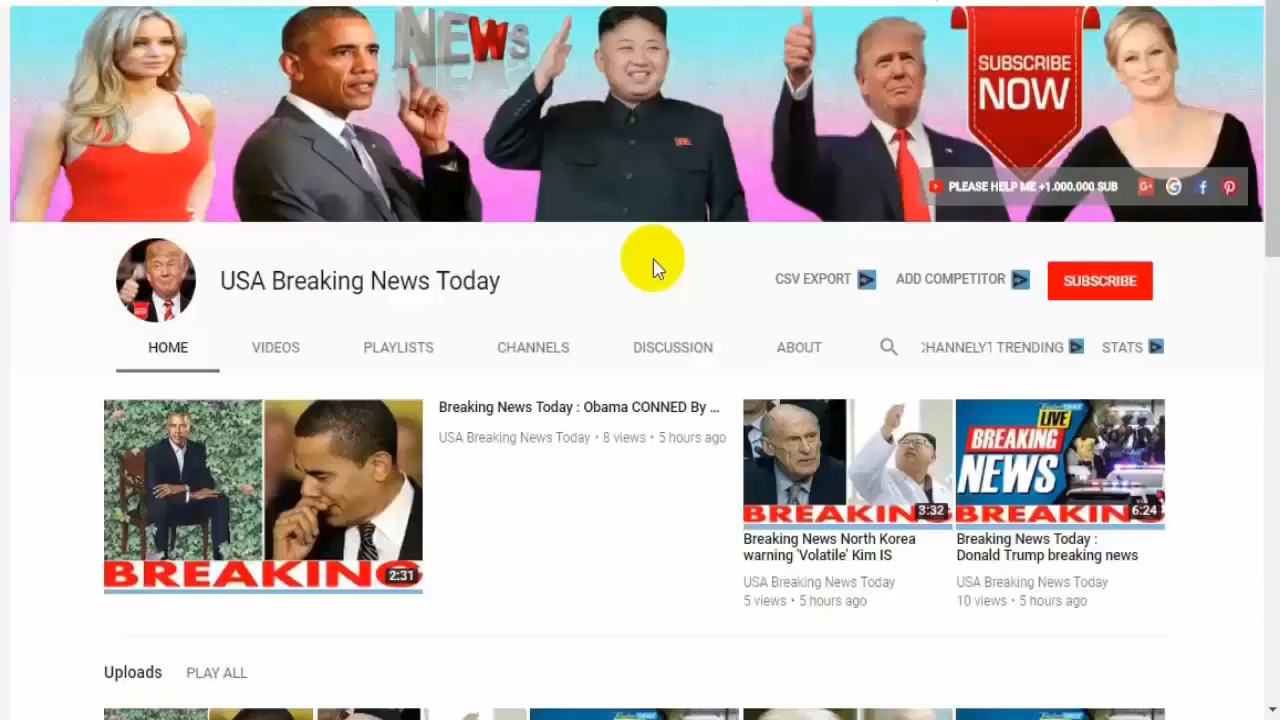 NEWS
SUBSCRIBE
NOW
PLEASE HELP ME +1.000.000 SUB
USA Breaking News Today
CSV EXPORT
ADD COMPETITOR
SUBSCRIBE
HOME
VIDEOS
PLAYLISTS
CHANNELS
DISCUSSION
ABOUT
TRENDING
STATS
Breaking News Today : Obama CONNED By ...
USA Breaking News Today • 8 views • 5 hours ago
BREAKING
2:31
BREAKIN
3:32
Breaking News North Korea
warning 'Volatile' Kim IS
USA Breaking News Today
5 views • 5 hours ago
LIVE
BREAKING
NEWS
BREAKIN
6:24
Breaking News Today :
Donald Trump breaking news
USA Breaking News Today
10 views • 5 hours ago
Uploads
PLAY ALL